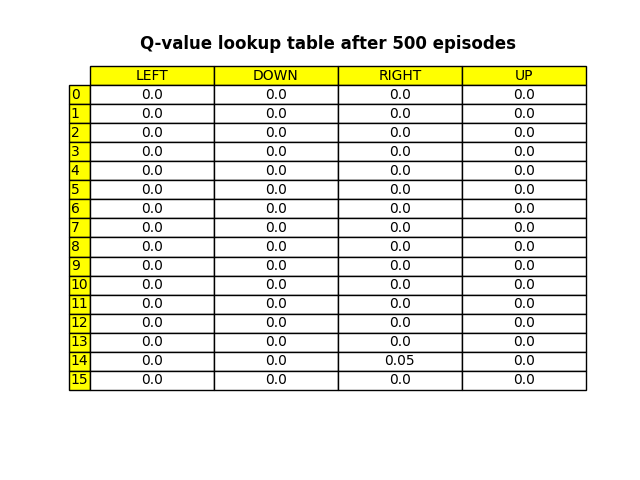 Q-value lookup table after 500 episodes
LEFT DOWN RIGHT UP
0 0.0 0.0 0.0 0.0
1 0.0 0.0 0.0 0.0
2 0.0 0.0 0.0 0.0
3 0.0 0.0 0.0 0.0
4 0.0 0.0 0.0 0.0
5 0.0 0.0 0.0 0.0
6 0.0 0.0 0.0 0.0
7 0.0 0.0 0.0 0.0
8 0.0 0.0 0.0 0.0
9 0.0 0.0 0.0 0.0
10 0.0 0.0 0.0 0.0
11 0.0 0.0 0.0 0.0
12 0.0 0.0 0.0 0.0
13 0.0 0.0 0.0 0.0
14 0.0 0.0 0.05 0.0
15 0.0 0.0 0.0 0.0